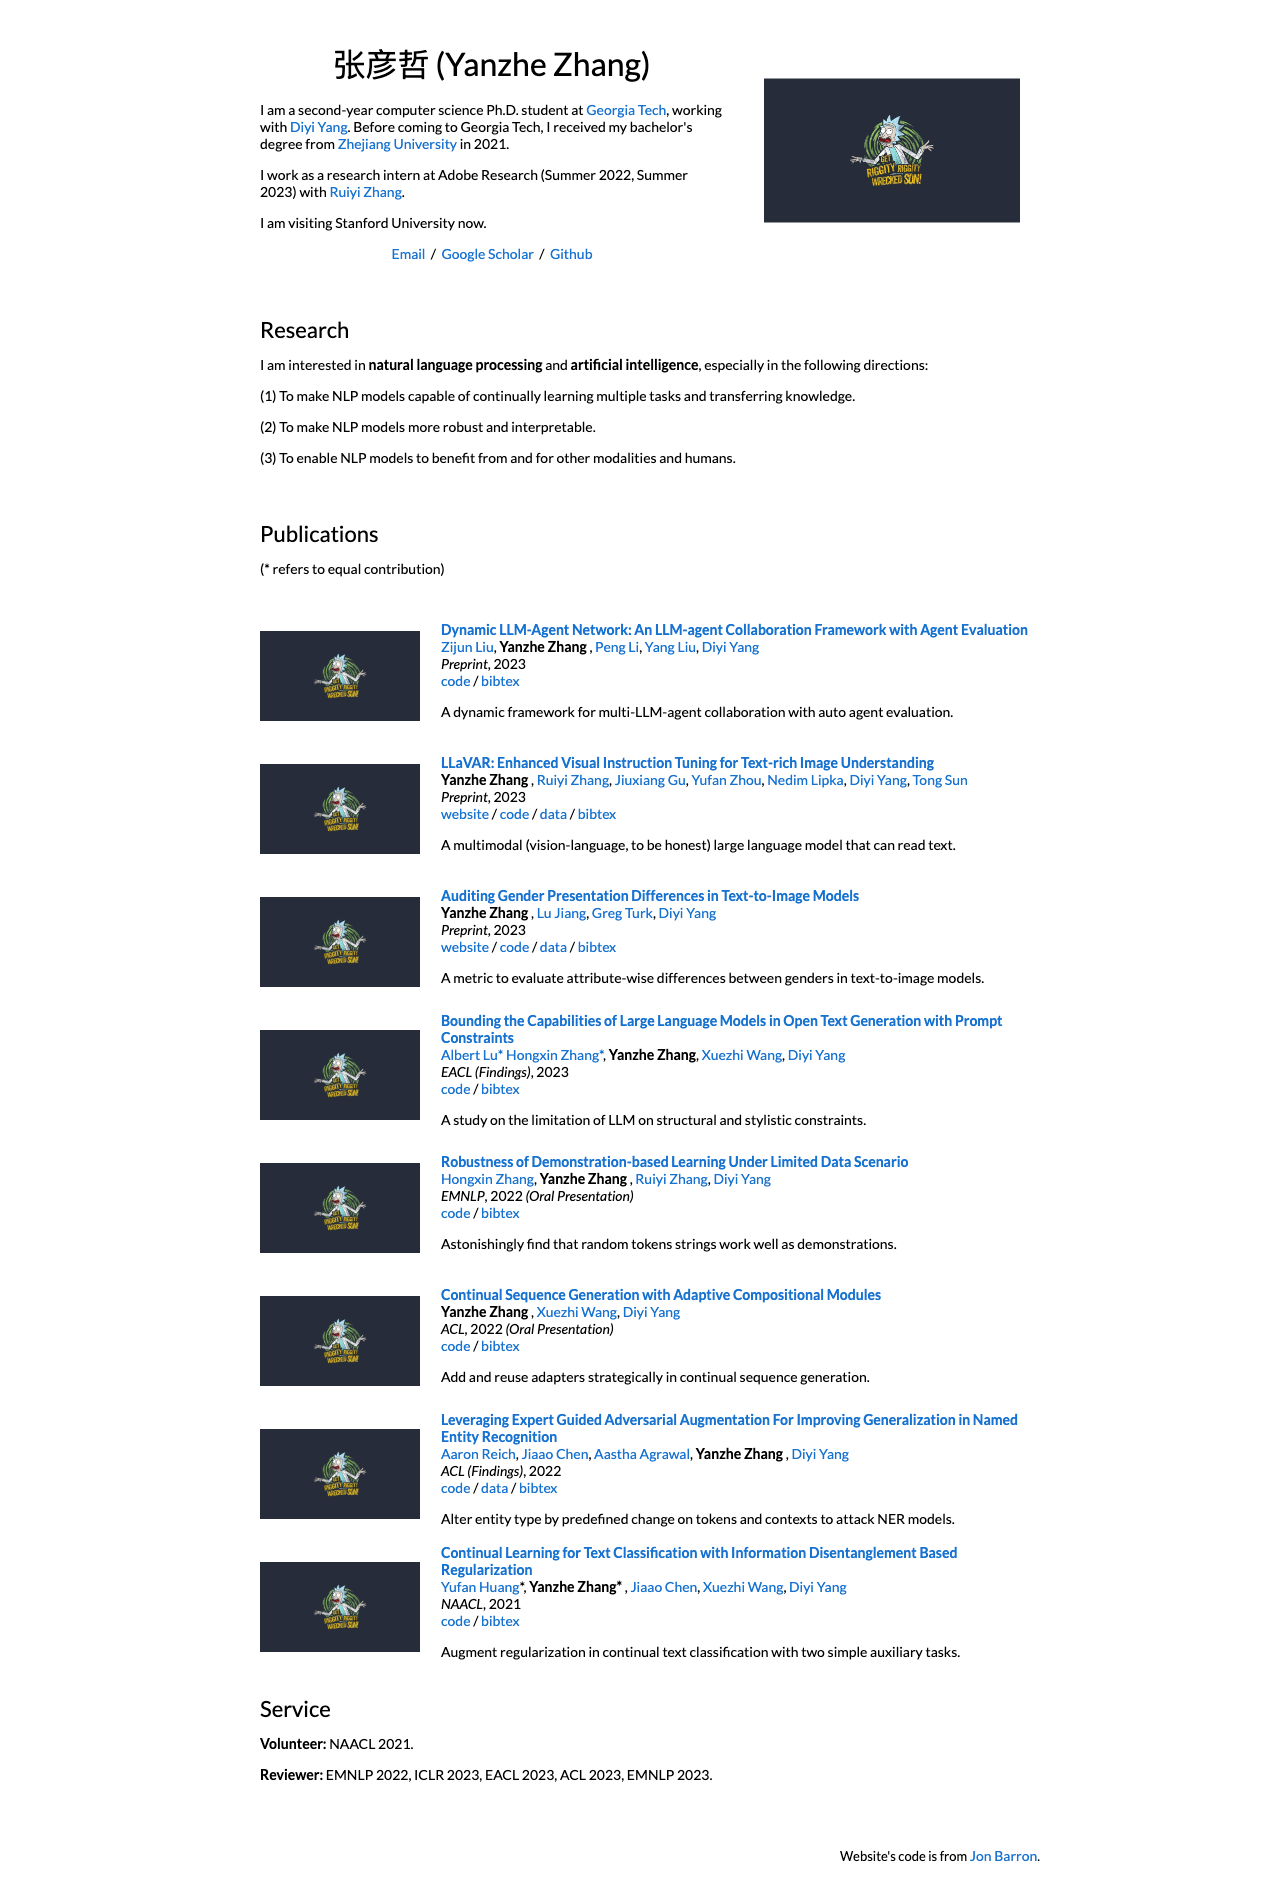 张彦哲 (Yanzhe Zhang)
I am a second-year computer science Ph.D. student at Georgia Tech, working
with Diyi Yang. Before coming to Georgia Tech, I received my bachelor's
degree from Zhejiang University in 2021.
I work as a research intern at Adobe Research (Summer 2022, Summer
2023) with Ruiyi Zhang.
I am visiting Stanford University now.
Email / Google Scholar / Github
GET
RIGGITY RIGGITY
WRECKED SON!
Research
I am interested in natural language processing and artificial intelligence, especially in the following directions:
(1) To make NLP models capable of continually learning multiple tasks and transferring knowledge.
(2) To make NLP models more robust and interpretable.
(3) To enable NLP models to benefit from and for other modalities and humans.
Publications
(* refers to equal contribution)
GET
RIGGITY RIGGITY
WRECKED SON!
Dynamic LLM-Agent Network: An LLM-agent Collaboration Framework with Agent Evaluation
Zijun Liu, Yanzhe Zhang , Peng Li, Yang Liu, Diyi Yang
Preprint, 2023
code / bibtex
A dynamic framework for multi-LLM-agent collaboration with auto agent evaluation.
GET
RIGGITY RIGGITY
WRECKED SON!
LLaVAR: Enhanced Visual Instruction Tuning for Text-rich Image Understanding
Yanzhe Zhang , Ruiyi Zhang, Jiuxiang Gu, Yufan Zhou, Nedim Lipka, Diyi Yang, Tong Sun
Preprint, 2023
website / code / data / bibtex
A multimodal (vision-language, to be honest) large language model that can read text.
GET
RIGGITY RIGGITY
WRECKED SON!
Auditing Gender Presentation Differences in Text-to-Image Models
Yanzhe Zhang , Lu Jiang, Greg Turk, Diyi Yang
Preprint, 2023
website / code / data / bibtex
A metric to evaluate attribute-wise differences between genders in text-to-image models.
GET
RIGGITY RIGGITY
WRECKED SON!
Bounding the Capabilities of Large Language Models in Open Text Generation with Prompt
Constraints
Albert Lu* Hongxin Zhang*, Yanzhe Zhang, Xuezhi Wang, Diyi Yang
EACL (Findings), 2023
code / bibtex
A study on the limitation of LLM on structural and stylistic constraints.
GET
RIGGITY RIGGITY
WRECKED SON!
Robustness of Demonstration-based Learning Under Limited Data Scenario
Hongxin Zhang, Yanzhe Zhang , Ruiyi Zhang, Diyi Yang
EMNLP, 2022 (Oral Presentation)
code / bibtex
Astonishingly find that random tokens strings work well as demonstrations.
GET
RIGGITY RIGGITY
WRECKED SON!
Continual Sequence Generation with Adaptive Compositional Modules
Yanzhe Zhang , Xuezhi Wang, Diyi Yang
ACL, 2022 (Oral Presentation)
code / bibtex
Add and reuse adapters strategically in continual sequence generation.
GET
RIGGITY RIGGITY
WRECKED SON!
Leveraging Expert Guided Adversarial Augmentation For Improving Generalization in Named
Entity Recognition
Aaron Reich, Jiaao Chen, Aastha Agrawal, Yanzhe Zhang , Diyi Yang
ACL (Findings), 2022
code / data / bibtex
Alter entity type by predefined change on tokens and contexts to attack NER models.
GET
RIGGITY RIGGITY
WRECKED SON!
Continual Learning for Text Classification with Information Disentanglement Based
Regularization
Yufan Huang*, Yanzhe Zhang* , Jiaao Chen, Xuezhi Wang, Diyi Yang
NAACL, 2021
code / bibtex
Augment regularization in continual text classification with two simple auxiliary tasks.
Service
Volunteer: NAACL 2021.
Reviewer: EMNLP 2022, ICLR 2023, EACL 2023, ACL 2023, EMNLP 2023.
Website's code is from Jon Barron.